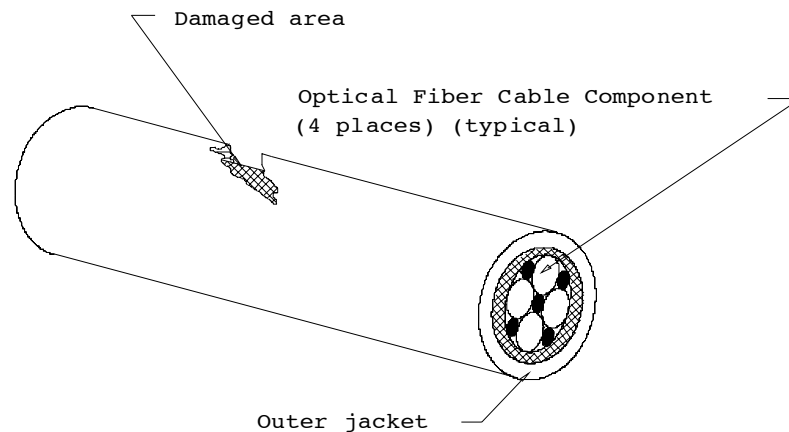 Damaged area
Optical Fiber Cable Component
(4 places) (typical)
Outer jacket